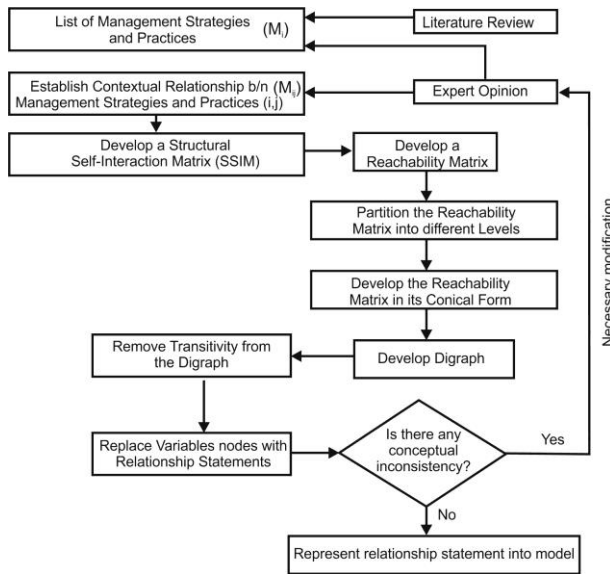 List of Management Strategies
and Practices (Mi)
Literature Review
Establish Contextual Relationship b/n (Mij)
Management Strategies and Practices (i,j)
Expert Opinion
Develop a Structural
Self-Interaction Matrix (SSIM)
Develop a
Reachability Matrix
Partition the Reachability
Matrix into different Levels
Develop the Reachability
Matrix in its Conical Form
Remove Transitivity from
the Digraph
Develop Digraph
Replace Variables nodes with
Relationship Statements
Is there any
conceptual
inconsistency?
Yes
Necessary modification
No
Represent relationship statement into model